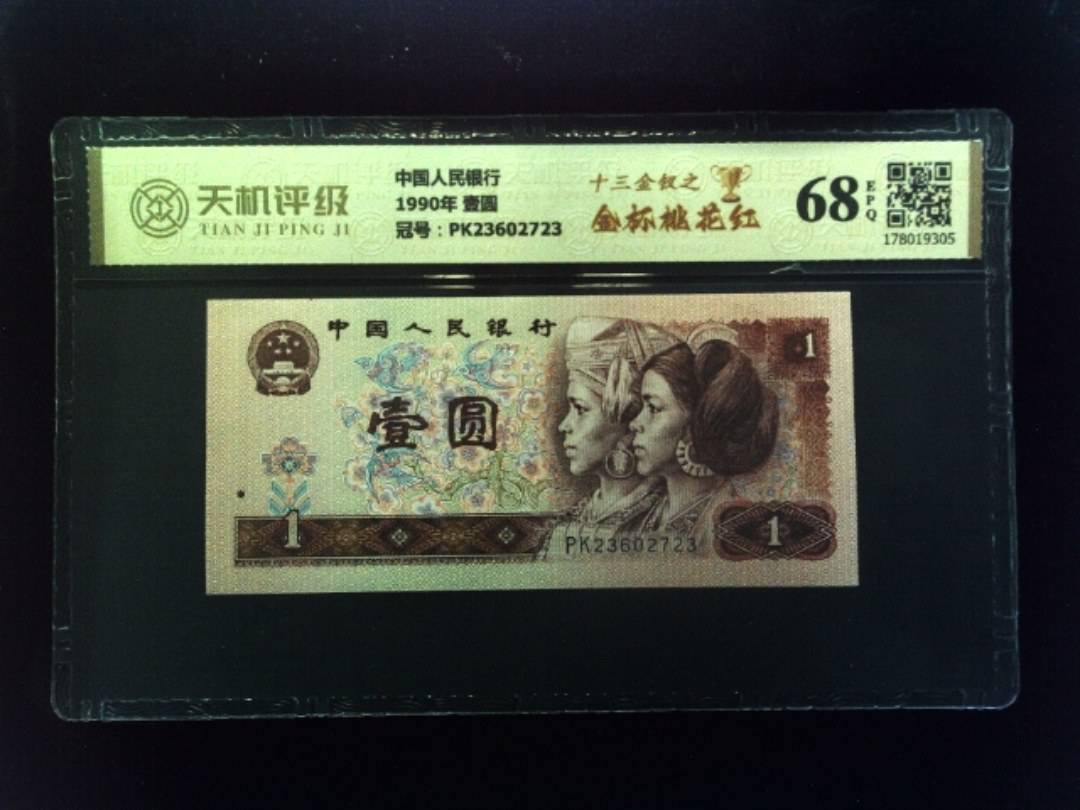 天机评级
TIAN JI PING JI
中国人民银行
1990年 壹圆
冠号：PK23602723
十三金钗之
金杯桃花红
68
EPQ
178019305
中国人民银行
1
壹圆
1
PK23602723
1